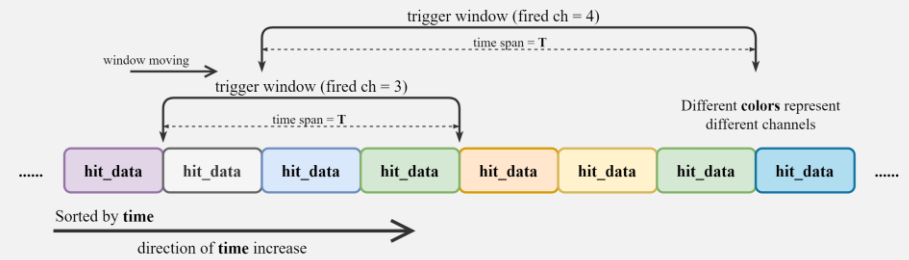 trigger window (fired ch = 4)
time span = T
window moving
trigger window (fired ch = 3)
time span = T
Different colors represent
different channels
...... hit_data hit_data hit_data hit_data hit_data hit_data hit_data hit_data ......
Sorted by time
direction of time increase